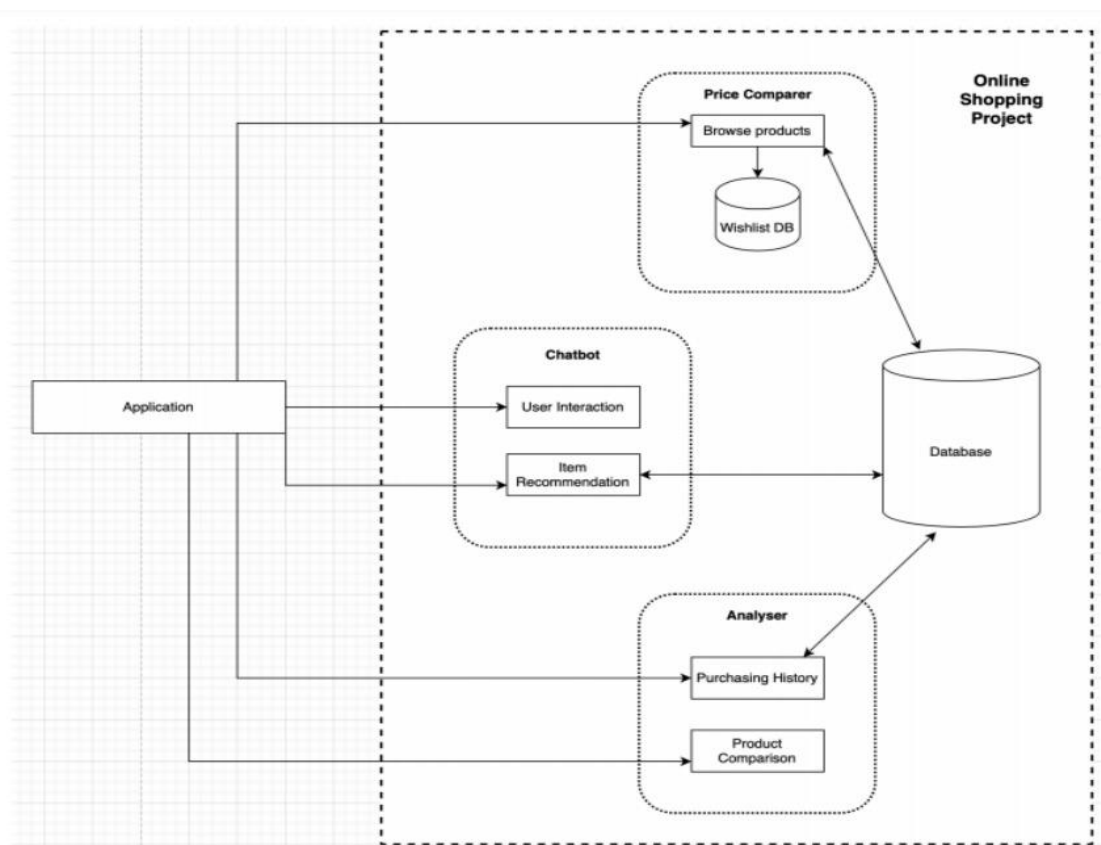 Online
Shopping
Project
Price Comparer
Browse products
Wishlist DB
Chatbot
Application
User Interaction
Item
Recommendation
Database
Analyser
Purchasing History
Product
Comparison